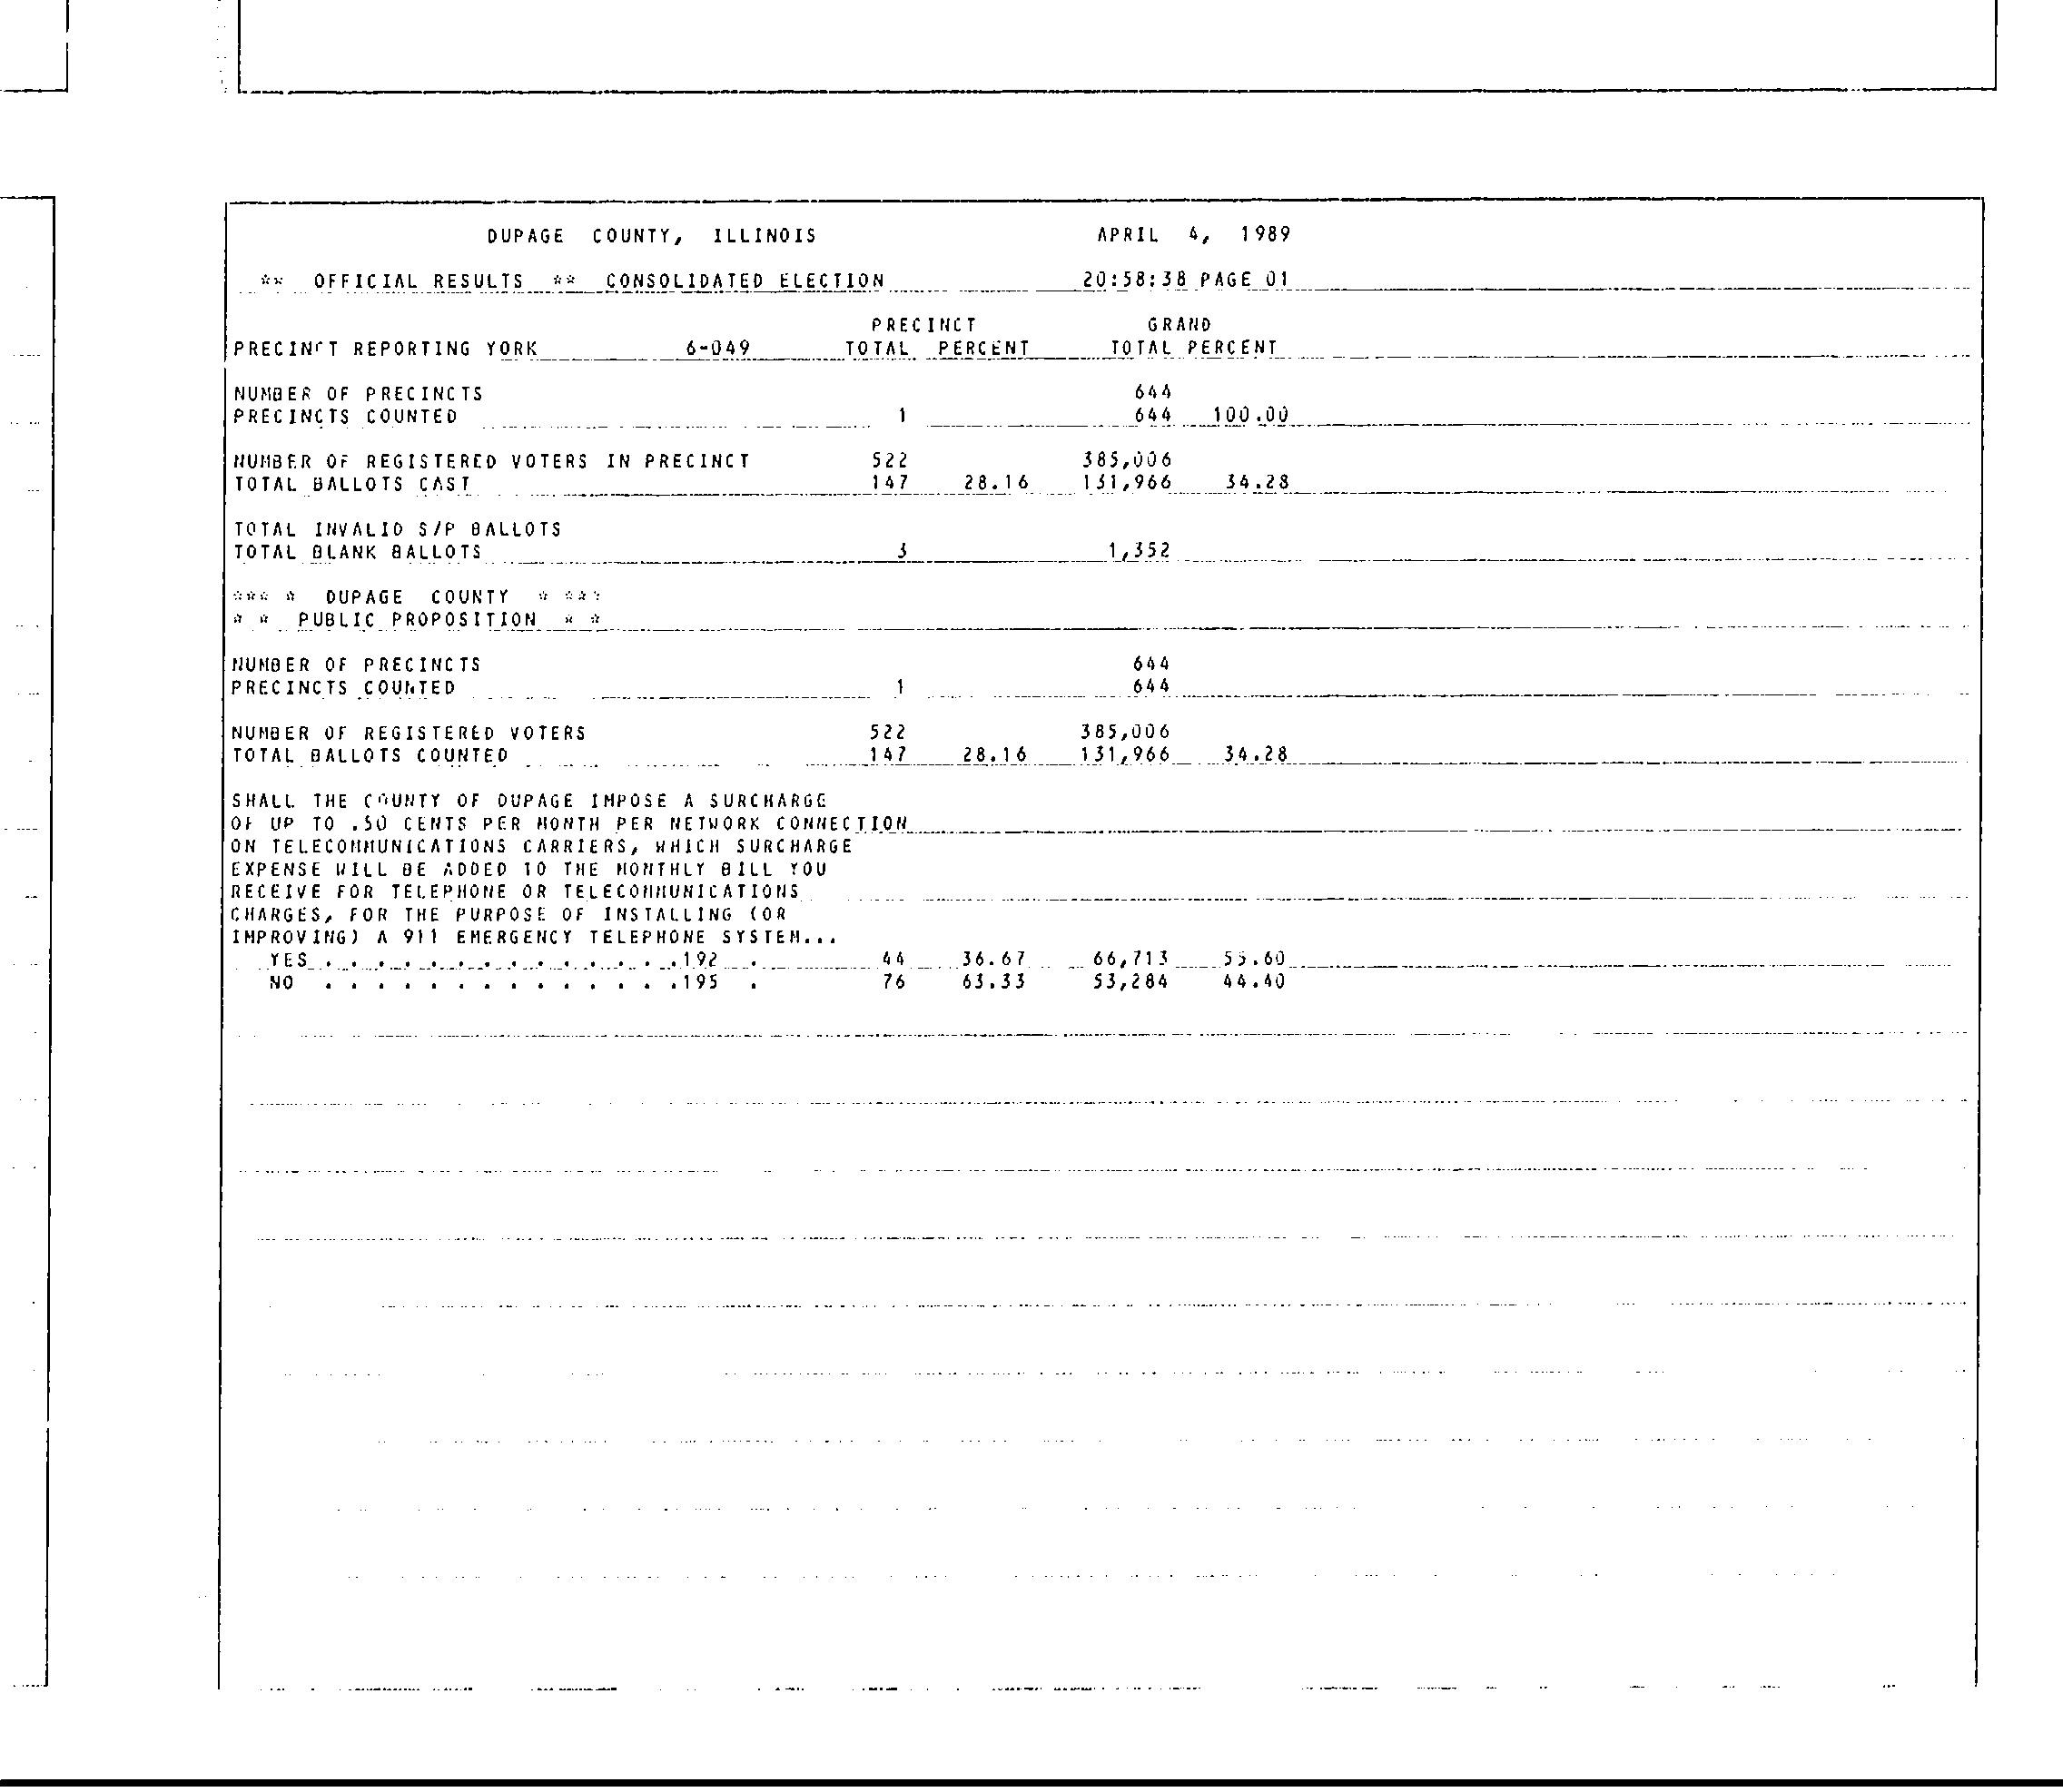 DUPAGE COUNTY, ILLINOIS APRIL 4, 1989
** OFFICIAL RESULTS ** CONSOLIDATED ELECTION 20:58:38 PAGE 01
PRECINCT GRAND
PRECINCT REPORTING YORK 6-049 TOTAL PERCENT TOTAL PERCENT
NUMBER OF PRECINCTS 644
PRECINCTS COUNTED 1 644 100.00
NUMBER OF REGISTERED VOTERS IN PRECINCT 522 385,006
TOTAL BALLOTS CAST 147 28.16 131,966 34.28
TOTAL INVALID S/P BALLOTS
TOTAL BLANK BALLOTS 3 1,352
*** * DUPAGE COUNTY * ***
* * PUBLIC PROPOSITION * *
NUMBER OF PRECINCTS 644
PRECINCTS COUNTED 1 644
NUMBER OF REGISTERED VOTERS 522 385,006
TOTAL BALLOTS COUNTED 147 28.16 131,966 34.28
SHALL THE COUNTY OF DUPAGE IMPOSE A SURCHARGE
OF UP TO .50 CENTS PER MONTH PER NETWORK CONNECTION
ON TELECOMMUNICATIONS CARRIERS, WHICH SURCHARGE
EXPENSE WILL BE ADDED TO THE MONTHLY BILL YOU
RECEIVE FOR TELEPHONE OR TELECOMMUNICATIONS
CHARGES, FOR THE PURPOSE OF INSTALLING (OR
IMPROVING) A 911 EMERGENCY TELEPHONE SYSTEM...
YES . . . . . . . . . . . . . .192 . 44 36.67 66,713 55.60
NO . . . . . . . . . . . . . .195 . 76 63.33 53,284 44.40